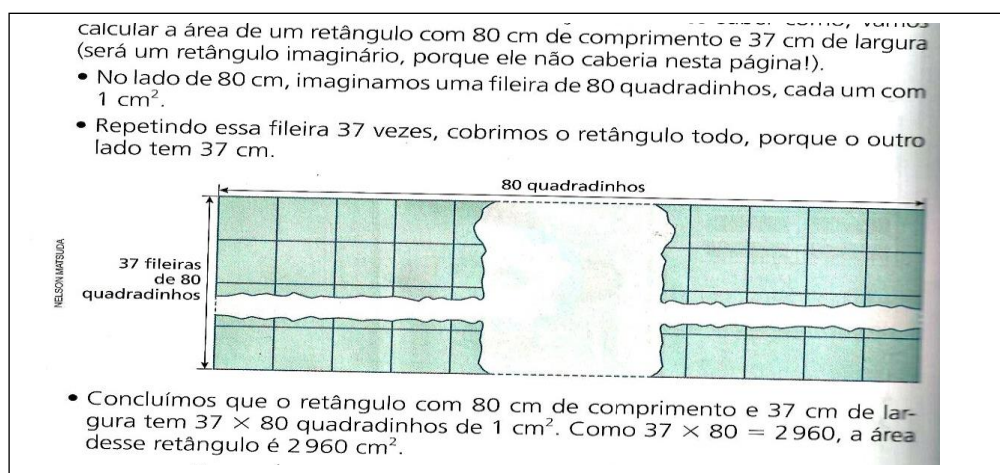 calcular a área de um retângulo com 80 cm de comprimento e 37 cm de largura
(será um retângulo imaginário, porque ele não caberia nesta página!).
• No lado de 80 cm, imaginamos uma fileira de 80 quadradinhos, cada um com
1 cm².
• Repetindo essa fileira 37 vezes, cobrimos o retângulo todo, porque o outro
lado tem 37 cm.
80 quadradinhos
37 fileiras
de 80
quadradinhos
NELSON MATSUDA
• Concluímos que o retângulo com 80 cm de comprimento e 37 cm de lar-
gura tem 37 × 80 quadradinhos de 1 cm². Como 37 × 80 = 2 960, a área
desse retângulo é 2 960 cm².